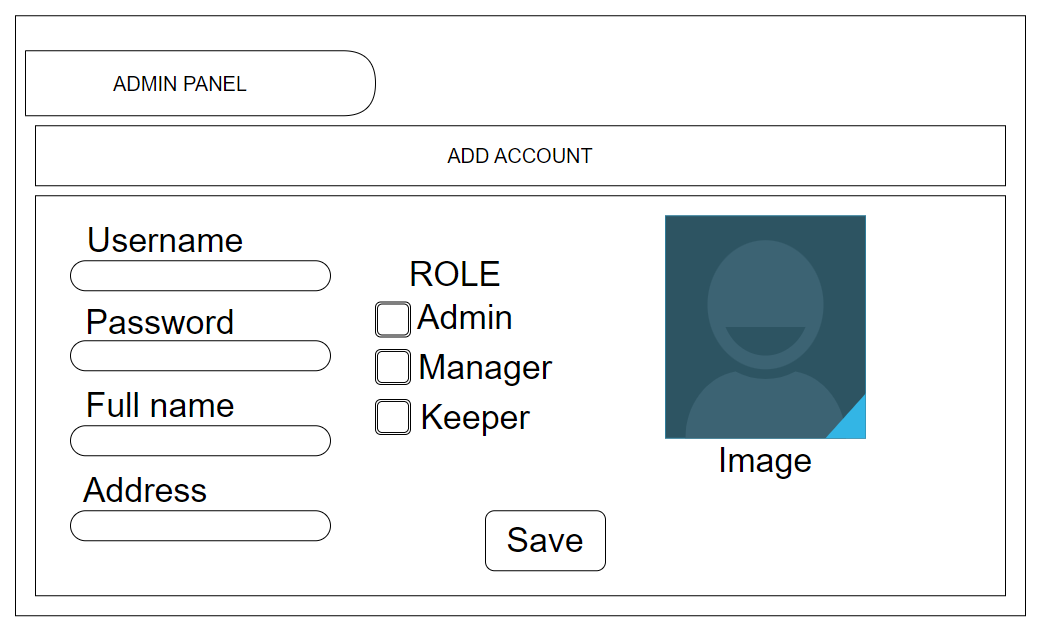 ADMIN PANEL
ADD ACCOUNT
Username
Password
Full name
Address
ROLE
Admin
Manager
Keeper
Image
Save